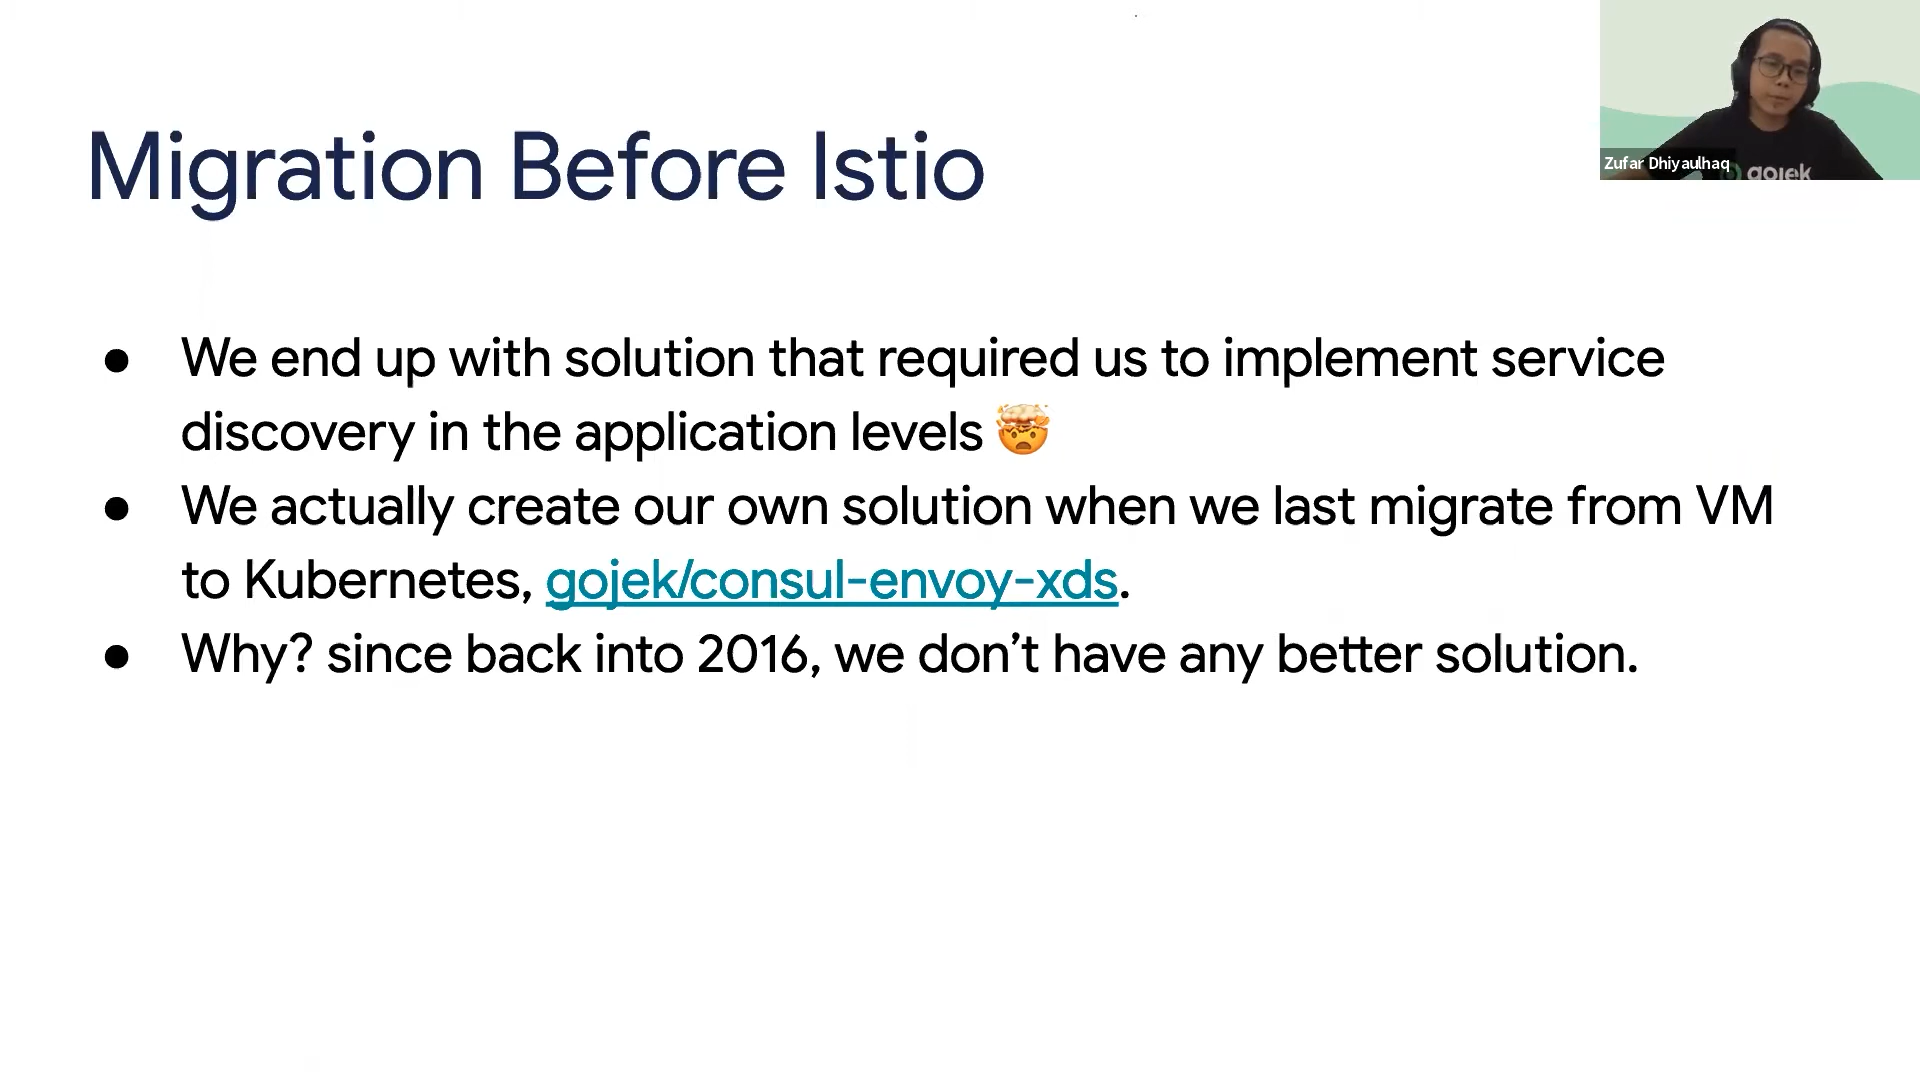 Migration Before Istio
● We end up with solution that required us to implement service
discovery in the application levels 🤯
● We actually create our own solution when we last migrate from VM
to Kubernetes, gojek/consul-envoy-xds.
● Why? since back into 2016, we don’t have any better solution.
Zufar Dhiyaulhaq
gojek